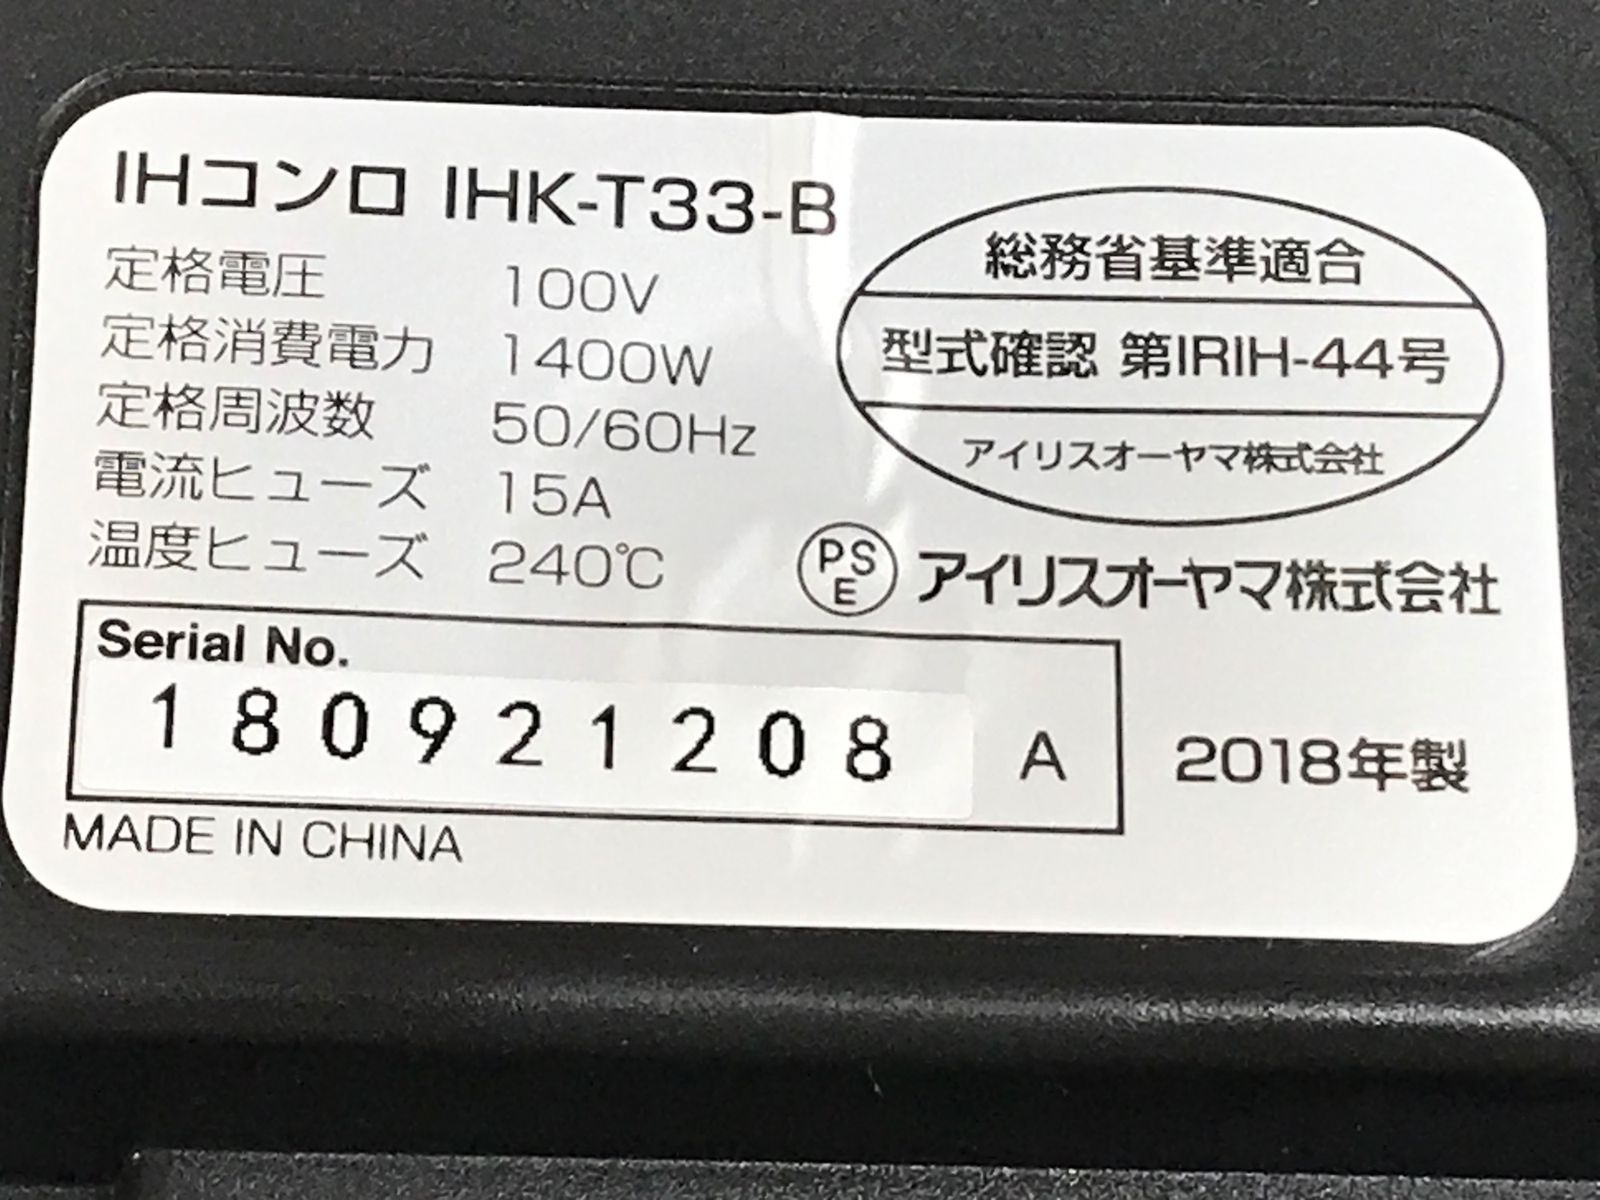 IHコンロ IHK-T33-B
定格電圧 100V
定格消費電力 1400W
定格周波数 50/60Hz
電流ヒューズ 15A
温度ヒューズ 240℃
総務省基準適合
型式確認 第IRIH-44号
アイリスオーヤマ株式会社
PSE アイリスオーヤマ株式会社
Serial No.
180921208 A
2018年製
MADE IN CHINA